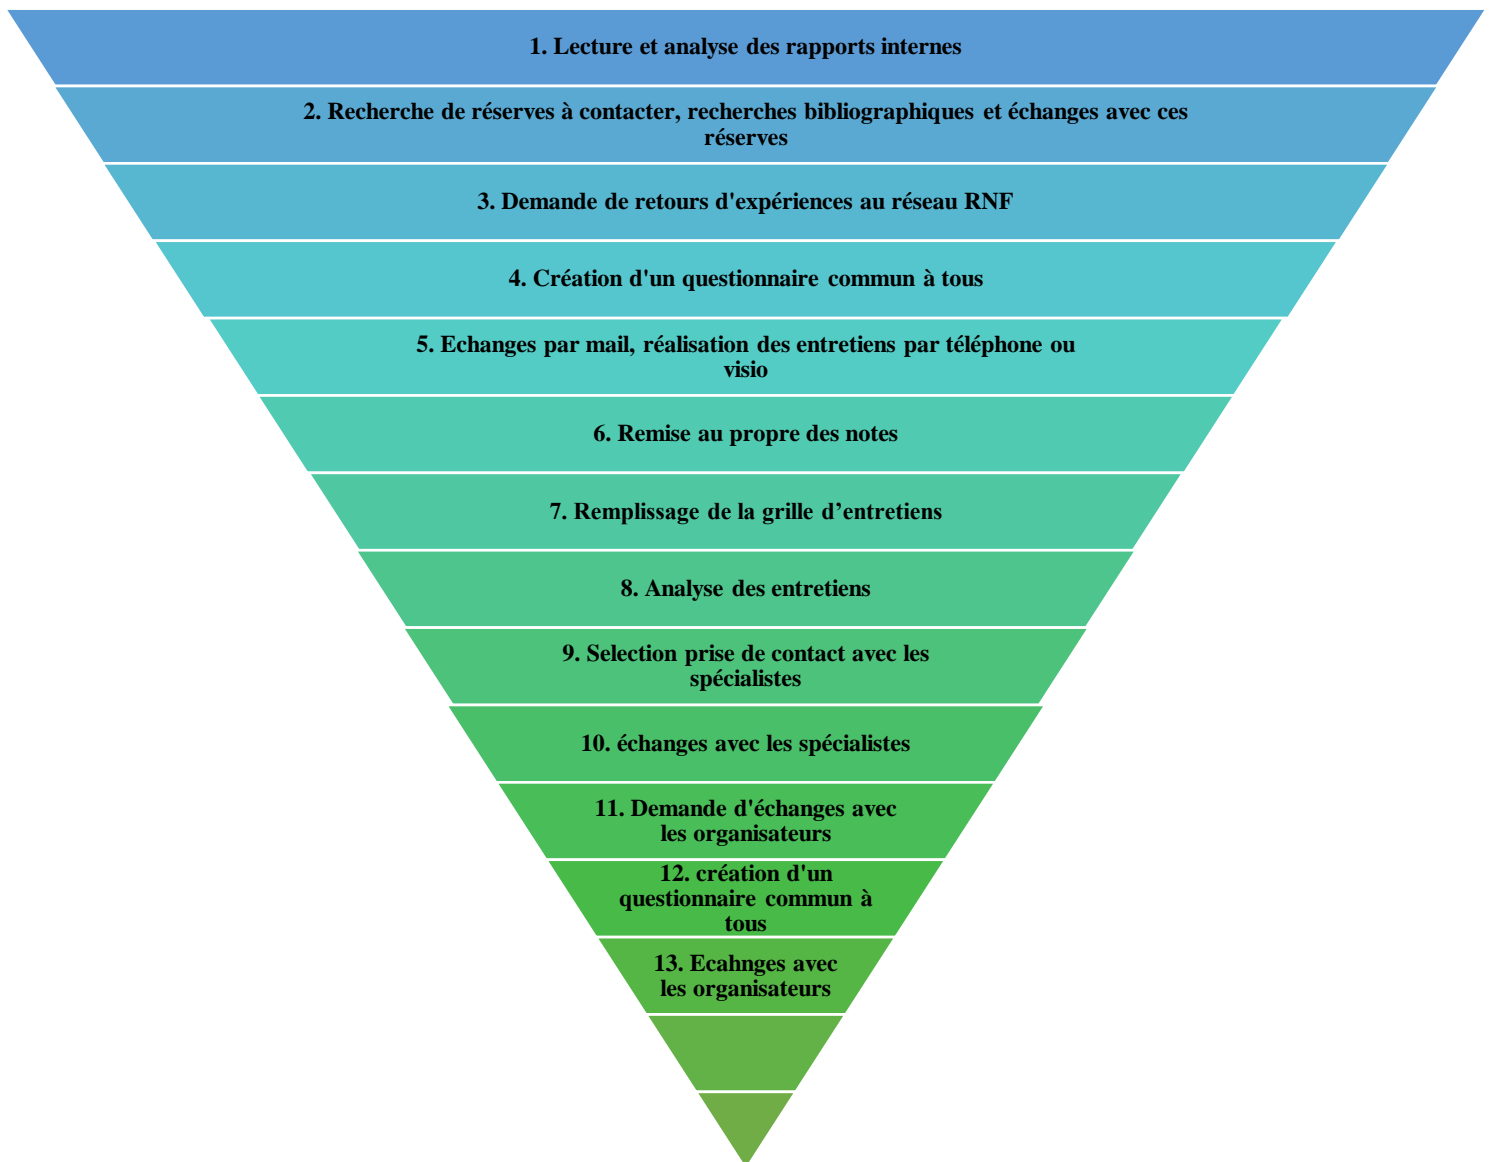 1. Lecture et analyse des rapports internes
2. Recherche de réserves à contacter, recherches bibliographiques et échanges avec ces
réserves
3. Demande de retours d'expériences au réseau RNF
4. Création d'un questionnaire commun à tous
5. Echanges par mail, réalisation des entretiens par téléphone ou
visio
6. Remise au propre des notes
7. Remplissage de la grille d’entretiens
8. Analyse des entretiens
9. Selection prise de contact avec les
spécialistes
10. échanges avec les spécialistes
11. Demande d'échanges avec
les organisateurs
12. création d'un
questionnaire commun à
tous
13. Ecahnges avec
les organisateurs